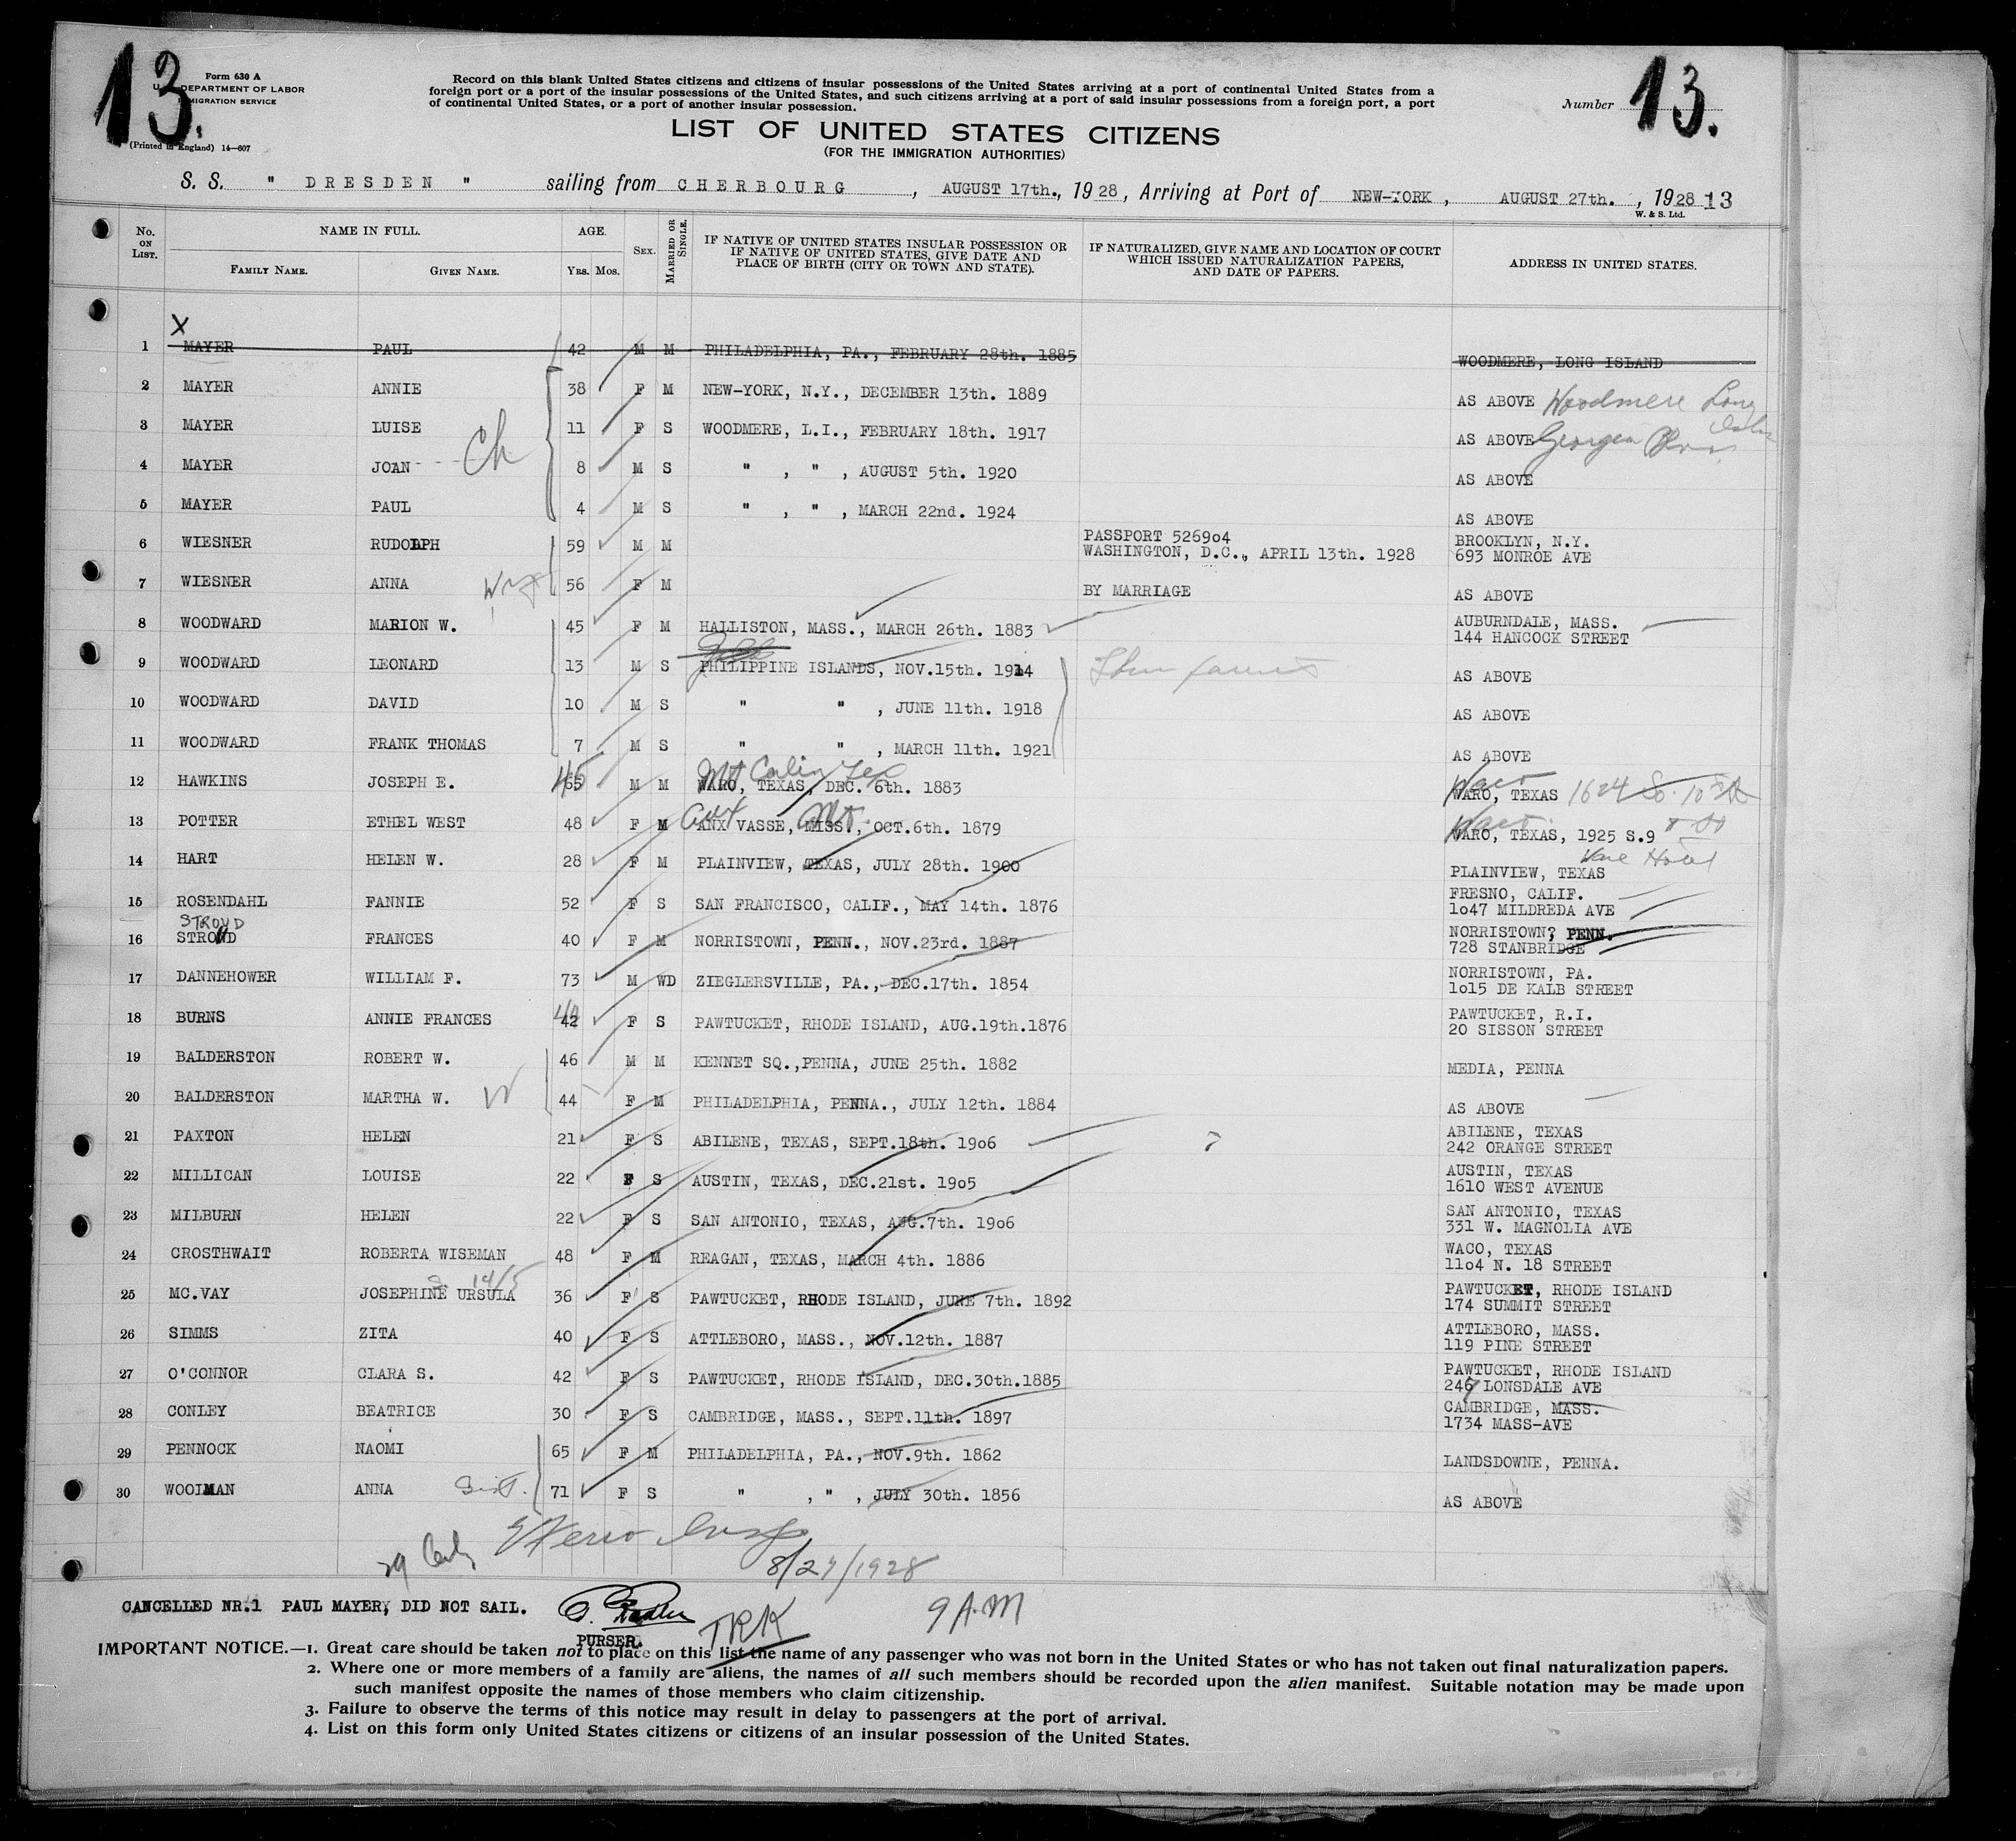 13.
Form 630 A
U. S. DEPARTMENT OF LABOR
IMMIGRATION SERVICE
(Printed in England) 14—607
Record on this blank United States citizens and citizens of insular possessions of the United States arriving at a port of continental United States from a
foreign port or a port of the insular possessions of the United States, and such citizens arriving at a port of said insular possessions from a foreign port, a port
of continental United States, or a port of another insular possession.
Number 13.
LIST OF UNITED STATES CITIZENS
(FOR THE IMMIGRATION AUTHORITIES)
S. S. " DRESDEN " sailing from CHERBOURG, AUGUST 17th., 1928, Arriving at Port of NEW-YORK, AUGUST 27th., 1928 13
W. & S. Ltd.
No. ON LIST. NAME IN FULL. FAMILY NAME. GIVEN NAME. AGE. YRS. MOS. SEX. MARRIED OR SINGLE. IF NATIVE OF UNITED STATES INSULAR POSSESSION OR IF NATIVE OF UNITED STATES, GIVE DATE AND PLACE OF BIRTH (CITY OR TOWN AND STATE). IF NATURALIZED, GIVE NAME AND LOCATION OF COURT WHICH ISSUED NATURALIZATION PAPERS, AND DATE OF PAPERS. ADDRESS IN UNITED STATES.
X
1 MAYER PAUL 42 M M PHILADELPHIA, PA., FEBRUARY 28th. 1885 WOODMERE, LONG ISLAND
2 MAYER ANNIE 38 F M NEW-YORK, N.Y., DECEMBER 13th. 1889 AS ABOVE Woodmere Long
3 MAYER LUISE 11 F S WOODMERE, L.I., FEBRUARY 18th. 1917 AS ABOVE
4 MAYER JOAN Ch 8 M S " , " , AUGUST 5th. 1920 AS ABOVE
5 MAYER PAUL 4 M S " , " , MARCH 22nd. 1924 AS ABOVE
6 WIESNER RUDOLPH 59 M M PASSPORT 526904 BROOKLYN, N.Y.
WASHINGTON, D.C., APRIL 13th. 1928 693 MONROE AVE
7 WIESNER ANNA 56 F M BY MARRIAGE AS ABOVE
8 WOODWARD MARION W. 45 F M HALLISTON, MASS., MARCH 26th. 1883 AUBURNDALE, MASS.
144 HANCOCK STREET
9 WOODWARD LEONARD 13 M S PHILIPPINE ISLANDS, NOV.15th. 1914 AS ABOVE
10 WOODWARD DAVID 10 M S " " , JUNE 11th. 1918 AS ABOVE
11 WOODWARD FRANK THOMAS 7 M S " " , MARCH 11th. 1921 AS ABOVE
12 HAWKINS JOSEPH E. 45 M M WARO, TEXAS, DEC. 6th. 1883 WARO, TEXAS Waco 1624 So. 10 St
13 POTTER ETHEL WEST 48 F M ANX VASSE, MISS., OCT.6th. 1879 WARO, TEXAS, 1925 S.9 Waco
14 HART HELEN W. 28 F M PLAINVIEW, TEXAS, JULY 28th. 1900 PLAINVIEW, TEXAS Hotel
15 ROSENDAHL FANNIE 52 F S SAN FRANCISCO, CALIF., MAY 14th. 1876 FRESNO, CALIF.
1o47 MILDREDA AVE
STROUD
16 STROUD FRANCES 40 F M NORRISTOWN, PENN., NOV.23rd. 1887 NORRISTOWN, PENN.
728 STANBRIDGE
17 DANNEHOWER WILLIAM F. 73 M WD ZIEGLERSVILLE, PA., DEC.17th. 1854 NORRISTOWN, PA.
1o15 DE KALB STREET
18 BURNS ANNIE FRANCES 42 F S PAWTUCKET, RHODE ISLAND, AUG.19th.1876 PAWTUCKET, R.I.
20 SISSON STREET
19 BALDERSTON ROBERT W. 46 M M KENNET SQ.,PENNA, JUNE 25th. 1882 MEDIA, PENNA
20 BALDERSTON MARTHA W. W 44 F M PHILADELPHIA, PENNA., JULY 12th. 1884 AS ABOVE
21 PAXTON HELEN 21 F S ABILENE, TEXAS, SEPT.18th. 19o6 ABILENE, TEXAS
242 ORANGE STREET
22 MILLICAN LOUISE 22 F S AUSTIN, TEXAS, DEC.21st. 19o5 AUSTIN, TEXAS
1610 WEST AVENUE
23 MILBURN HELEN 22 F S SAN ANTONIO, TEXAS, AUG.7th. 19o6 SAN ANTONIO, TEXAS
331 W. MAGNOLIA AVE
24 CROSTHWAIT ROBERTA WISEMAN 48 F M REAGAN, TEXAS, MARCH 4th. 1886 WACO, TEXAS
11o4 N. 18 STREET
25 MC.VAY JOSEPHINE URSULA 36 F S PAWTUCKET, RHODE ISLAND, JUNE 7th. 1892 PAWTUCKET, RHODE ISLAND
174 SUMMIT STREET
26 SIMMS ZITA 40 F S ATTLEBORO, MASS., NOV.12th. 1887 ATTLEBORO, MASS.
119 PINE STREET
27 O'CONNOR CLARA S. 42 F S PAWTUCKET, RHODE ISLAND, DEC.30th.1885 PAWTUCKET, RHODE ISLAND
247 LONSDALE AVE
28 CONLEY BEATRICE 30 F S CAMBRIDGE, MASS., SEPT.11th. 1897 CAMBRIDGE, MASS.
1734 MASS-AVE
29 PENNOCK NAOMI 65 F M PHILADELPHIA, PA., NOV.9th. 1862 LANDSDOWNE, PENNA.
30 WOOLMAN ANNA Sist. 71 F S " , " , JULY 30th. 1856 AS ABOVE
8/27/1928
CANCELLED NR.1 PAUL MAYER, DID NOT SAIL.
PURSER.
TRK
9 A.M
IMPORTANT NOTICE.—1. Great care should be taken not to place on this list the name of any passenger who was not born in the United States or who has not taken out final naturalization papers.
2. Where one or more members of a family are aliens, the names of all such members should be recorded upon the alien manifest. Suitable notation may be made upon
such manifest opposite the names of those members who claim citizenship.
3. Failure to observe the terms of this notice may result in delay to passengers at the port of arrival.
4. List on this form only United States citizens or citizens of an insular possession of the United States.